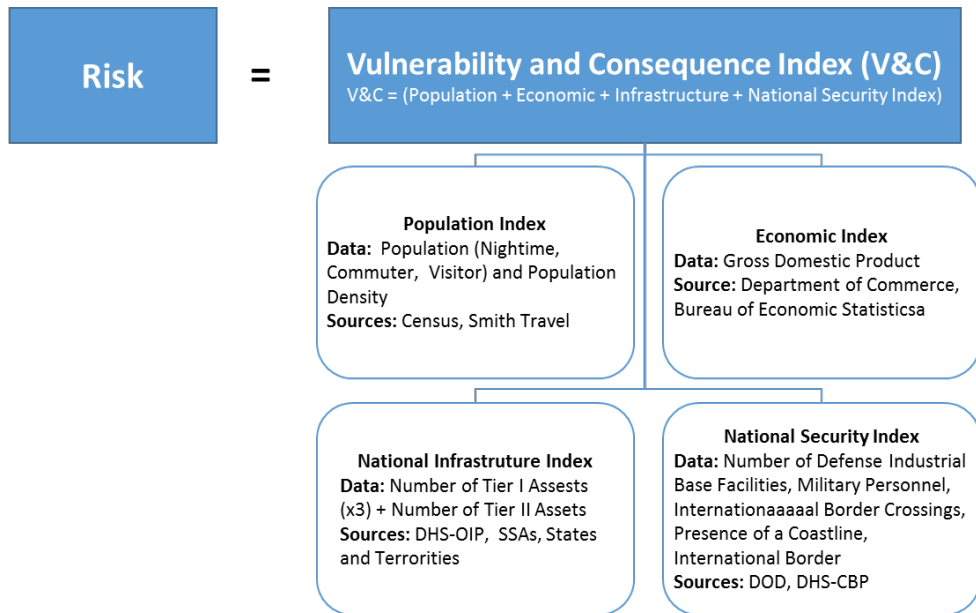 Risk
=
Vulnerability and Consequence Index (V&C)
V&C = (Population + Economic + Infrastructure + National Security Index)
Population Index
Data: Population (Nightime,
Commuter, Visitor) and Population
Density
Sources: Census, Smith Travel
Economic Index
Data: Gross Domestic Product
Source: Department of Commerce,
Bureau of Economic Statisticsa
National Infrastruture Index
Data: Number of Tier I Assests
(x3) + Number of Tier II Assets
Sources: DHS-OIP, SSAs, States
and Terrorities
National Security Index
Data: Number of Defense Industrial
Base Facilities, Military Personnel,
Internationaaaaal Border Crossings,
Presence of a Coastline,
International Border
Sources: DOD, DHS-CBP